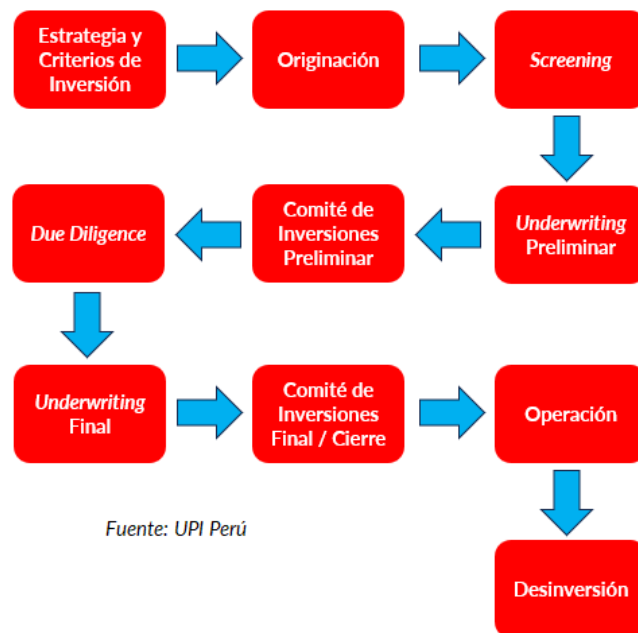 Estrategia y
Criterios de
Inversión
Originación
Screening
Underwriting
Preliminar
Comité de
Inversiones
Preliminar
Due Diligence
Underwriting
Final
Comité de
Inversiones
Final / Cierre
Operación
Desinversión
Fuente: UPI Perú